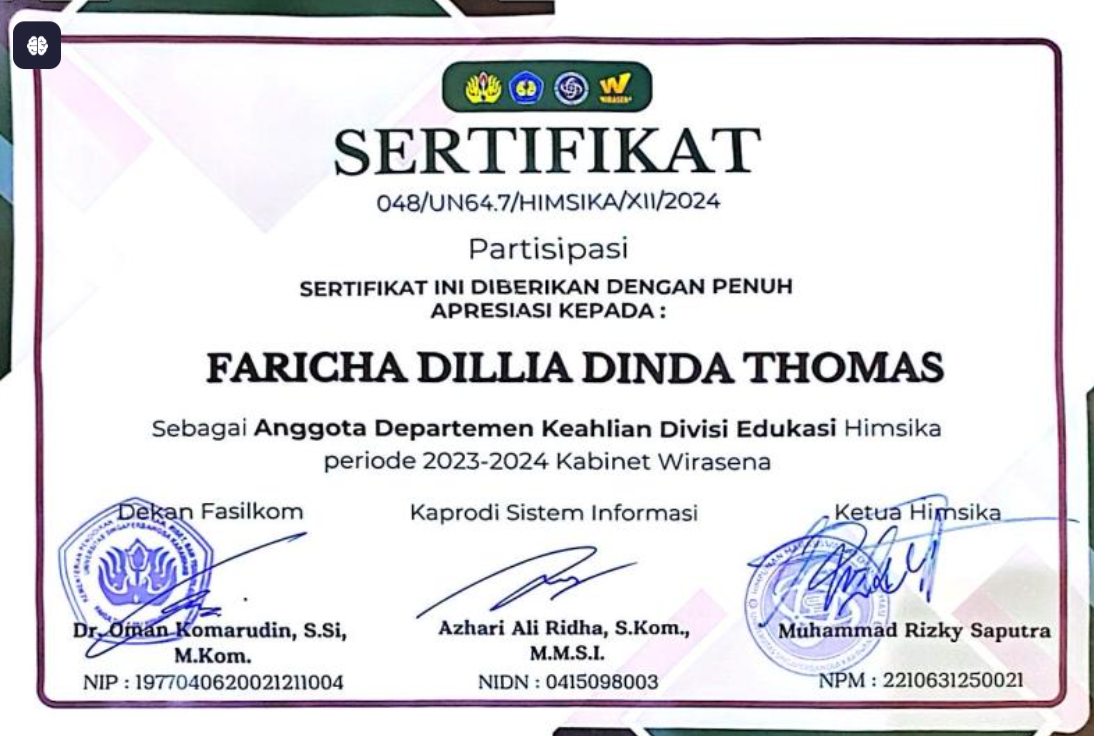 WIRASENA
SERTIFIKAT
048/UN64.7/HIMSIKA/XII/2024
Partisipasi
SERTIFIKAT INI DIBERIKAN DENGAN PENUH
APRESIASI KEPADA :
FARICHA DILLIA DINDA THOMAS
Sebagai Anggota Departemen Keahlian Divisi Edukasi Himsika
periode 2023-2024 Kabinet Wirasena
Dekan Fasilkom
Kaprodi Sistem Informasi
Ketua Himsika
Dr. Oman Komarudin, S.Si,
M.Kom.
NIP : 1977040620021211004
Azhari Ali Ridha, S.Kom.,
M.M.S.I.
NIDN : 0415098003
Muhammad Rizky Saputra
NPM : 2210631250021